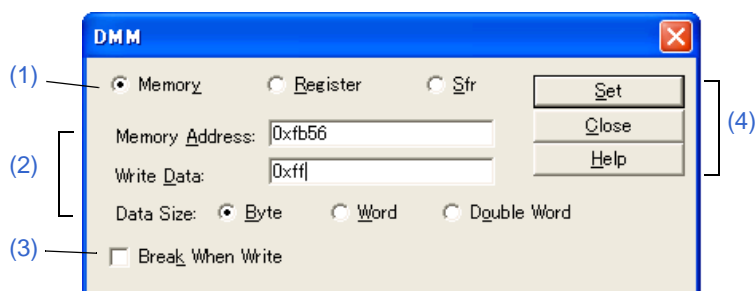 DMM
(1) Memory Register Sfr Set
Memory Address: 0xfb56 Close (4)
(2) Write Data: 0xff Help
Data Size: Byte Word Double Word
(3) Break When Write